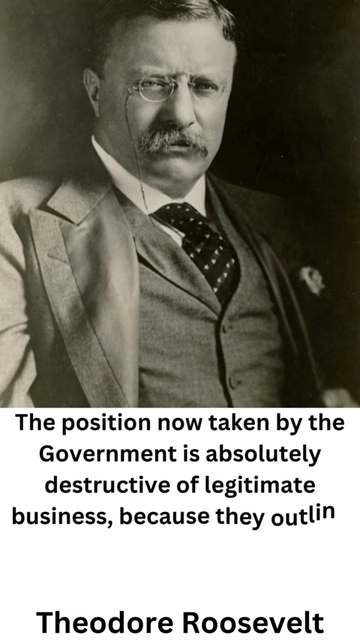 The position now taken by the
Government is absolutely
destructive of legitimate
business, because they outlin
Theodore Roosevelt